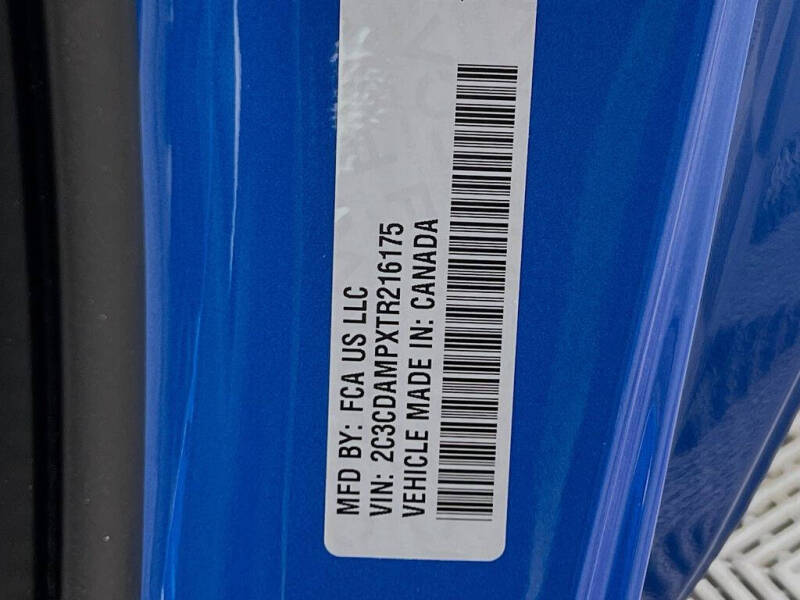 MFD BY: FCA US LLC
VIN: 2C3CDAMPXTR216175
VEHICLE MADE IN: CANADA